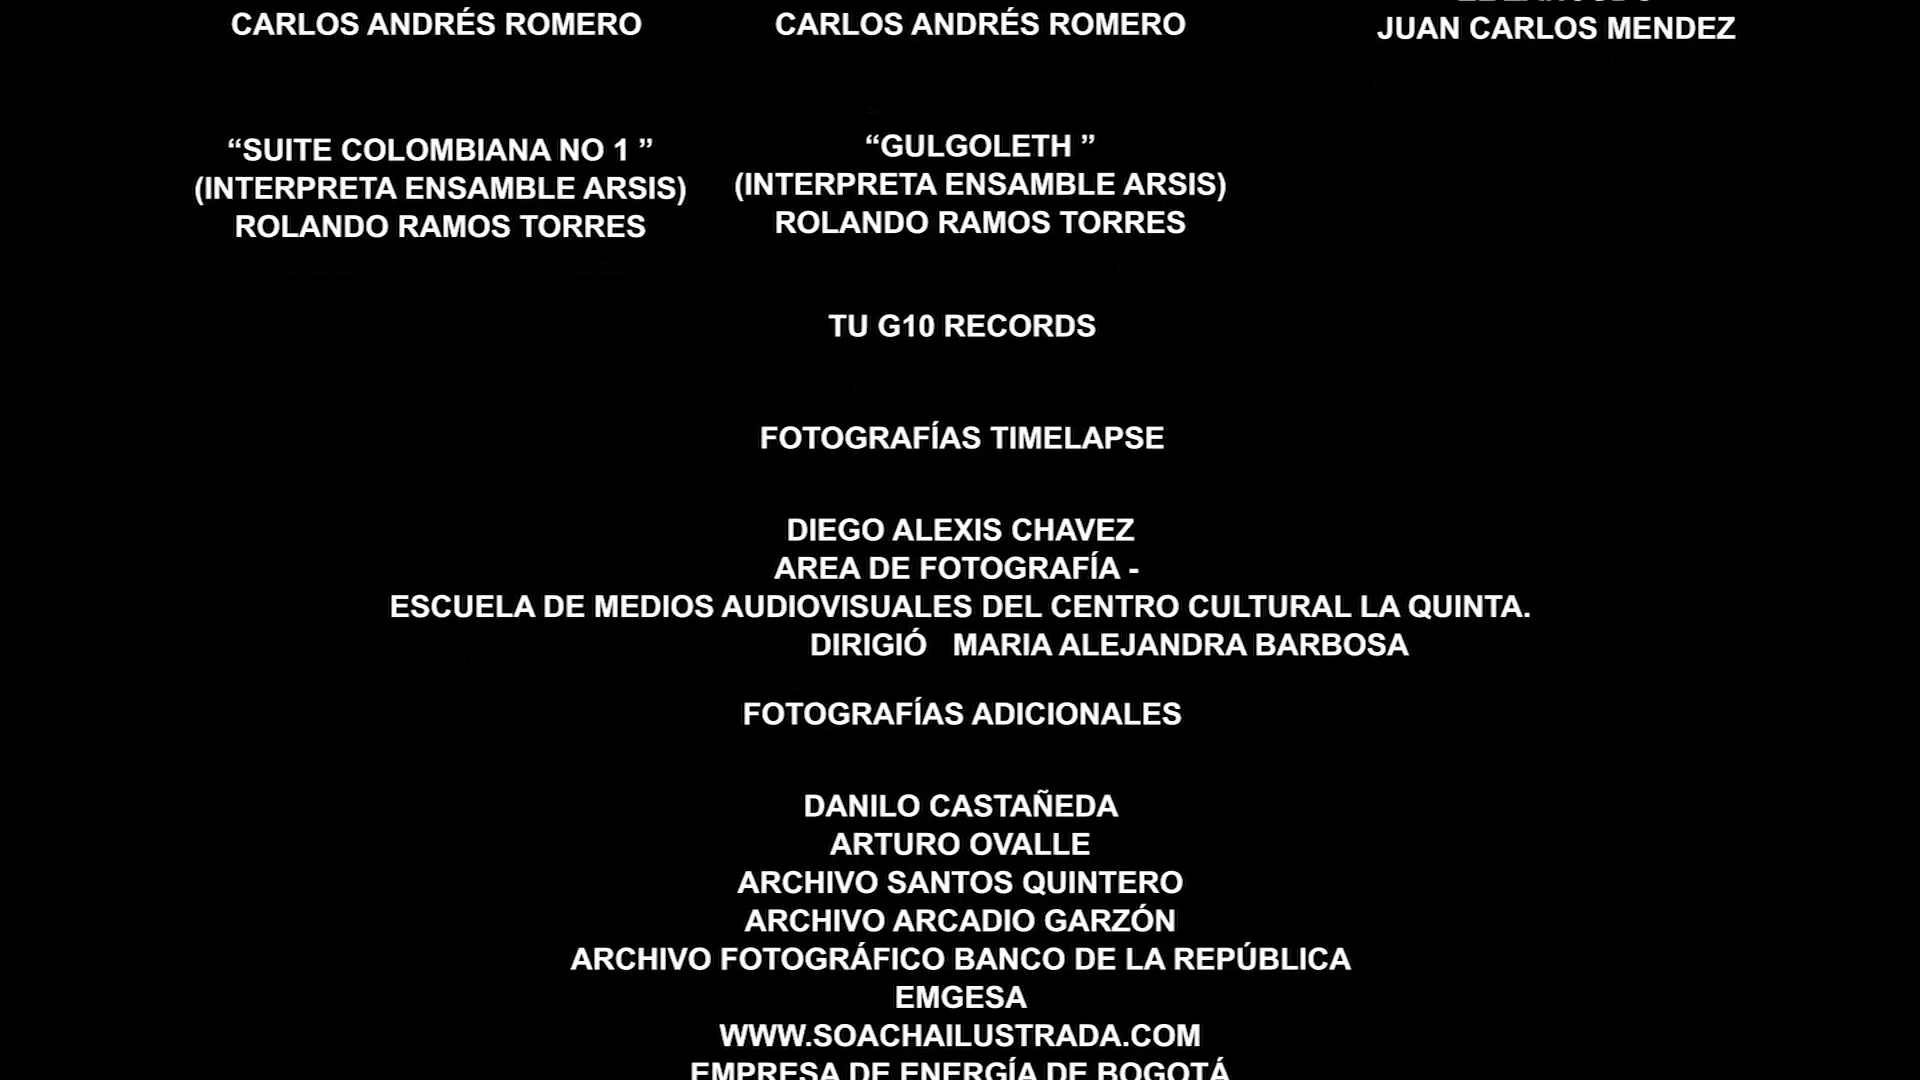 CARLOS ANDRÉS ROMERO
CARLOS ANDRÉS ROMERO
JUAN CARLOS MENDEZ
“SUITE COLOMBIANA NO 1 ”
(INTERPRETA ENSAMBLE ARSIS)
ROLANDO RAMOS TORRES
“GULGOLETH ”
(INTERPRETA ENSAMBLE ARSIS)
ROLANDO RAMOS TORRES
TU G10 RECORDS
FOTOGRAFÍAS TIMELAPSE
DIEGO ALEXIS CHAVEZ
AREA DE FOTOGRAFÍA -
ESCUELA DE MEDIOS AUDIOVISUALES DEL CENTRO CULTURAL LA QUINTA.
DIRIGIÓ   MARIA ALEJANDRA BARBOSA
FOTOGRAFÍAS ADICIONALES
DANILO CASTAÑEDA
ARTURO OVALLE
ARCHIVO SANTOS QUINTERO
ARCHIVO ARCADIO GARZÓN
ARCHIVO FOTOGRÁFICO BANCO DE LA REPÚBLICA
EMGESA
WWW.SOACHAILUSTRADA.COM
EMPRESA DE ENERGÍA DE BOGOTÁ